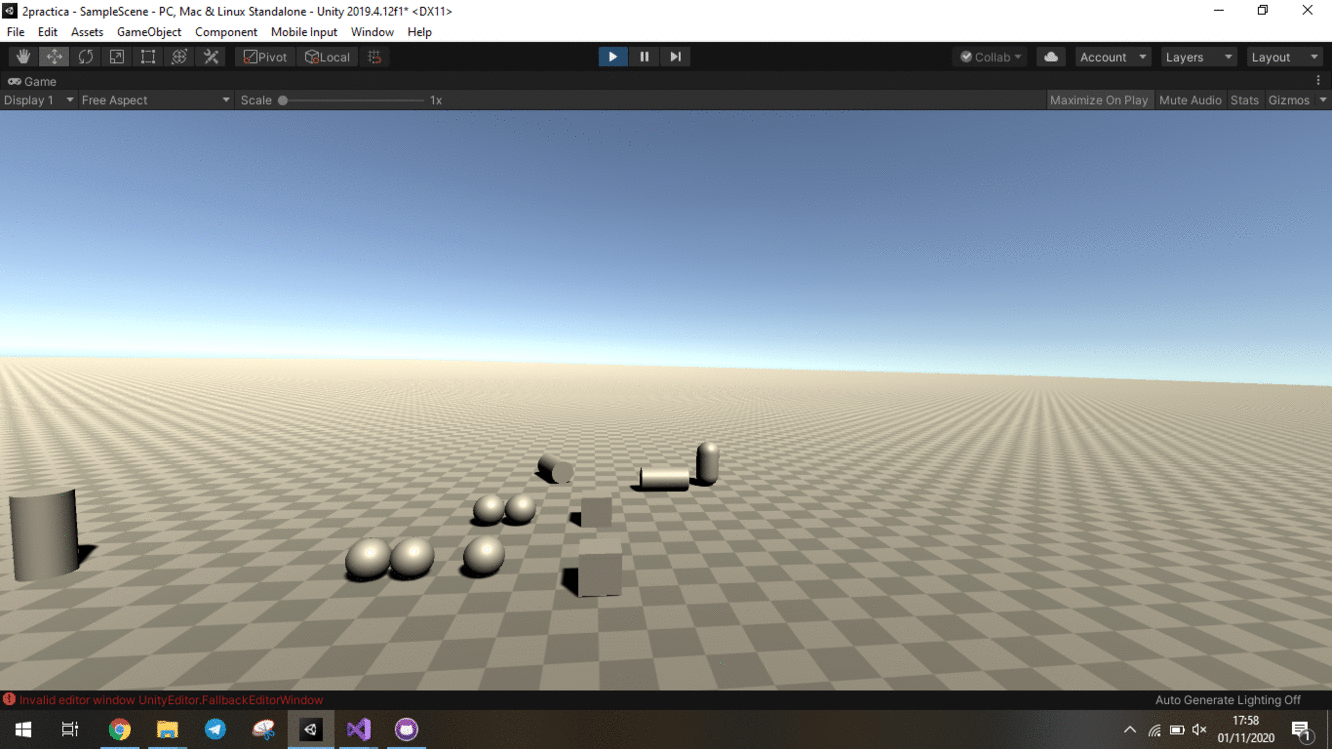 2practica - SampleScene - PC, Mac & Linux Standalone - Unity 2019.4.12f1* <DX11>
File Edit Assets GameObject Component Mobile Input Window Help
Pivot Local Collab Account Layers Layout
Game
Display 1 Free Aspect Scale 1x Maximize On Play Mute Audio Stats Gizmos
Invalid editor window UnityEditor.FallbackEditorWindow Auto Generate Lighting Off
17:58
01/11/2020
1